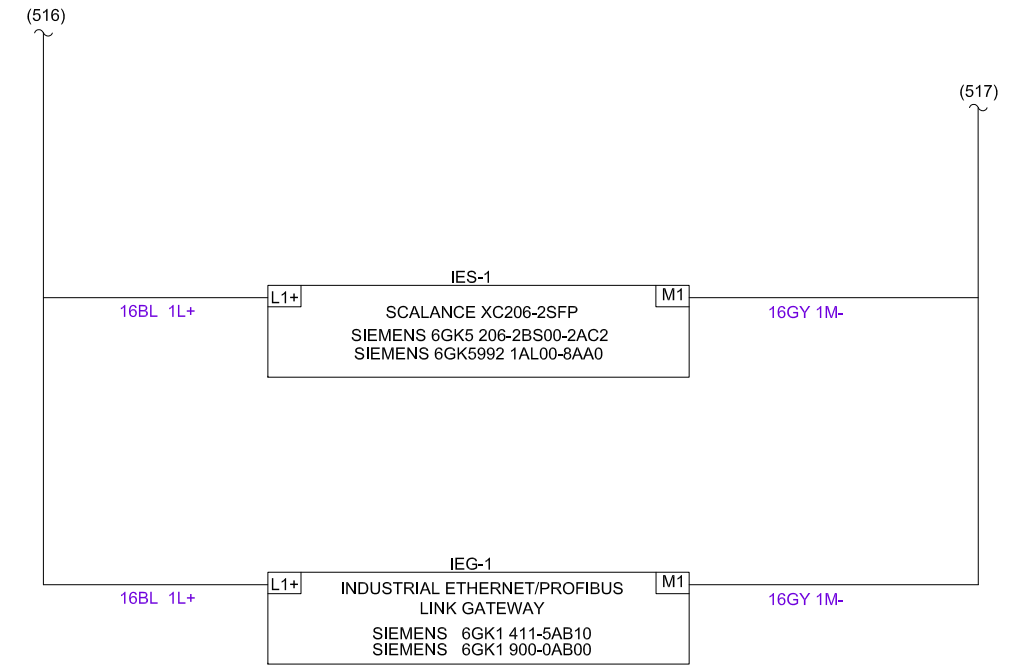 (516)
(517)
IES-1
L1+
M1
16BL 1L+
SCALANCE XC206-2SFP
16GY 1M-
SIEMENS 6GK5 206-2BS00-2AC2
SIEMENS 6GK5992 1AL00-8AA0
IEG-1
L1+
M1
16BL 1L+
INDUSTRIAL ETHERNET/PROFIBUS
16GY 1M-
LINK GATEWAY
SIEMENS 6GK1 411-5AB10
SIEMENS 6GK1 900-0AB00